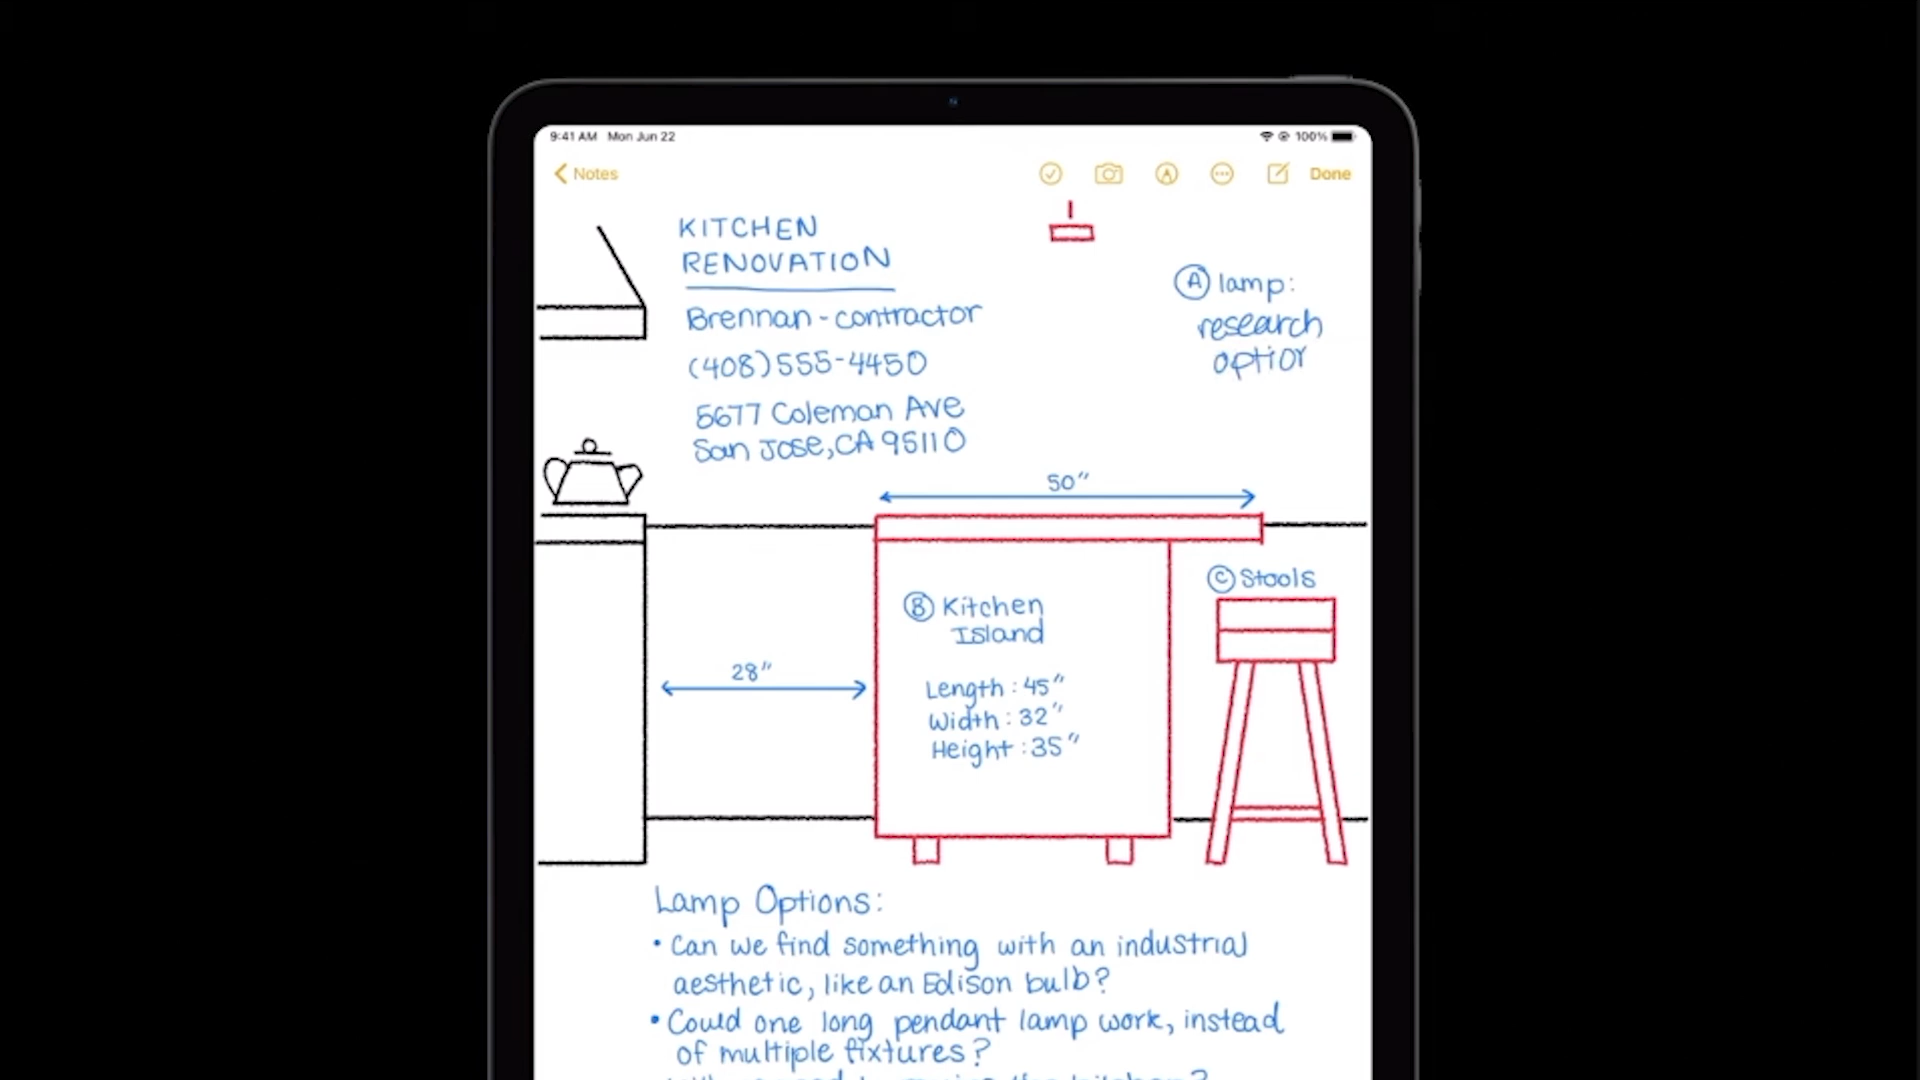 9:41 AM Mon Jun 22
100%
Notes
Done
KITCHEN
RENOVATION
Brennan - contractor
(408)555-4450
5677 Coleman Ave
San Jose, CA 95110
A lamp:
research
optior
50"
C Stools
B Kitchen
Island
28"
Length: 45"
Width: 32"
Height: 35"
Lamp Options:
• Can we find something with an industrial
aesthetic, like an Edison bulb?
• Could one long pendant lamp work, instead
of multiple fixtures?
kitchen?